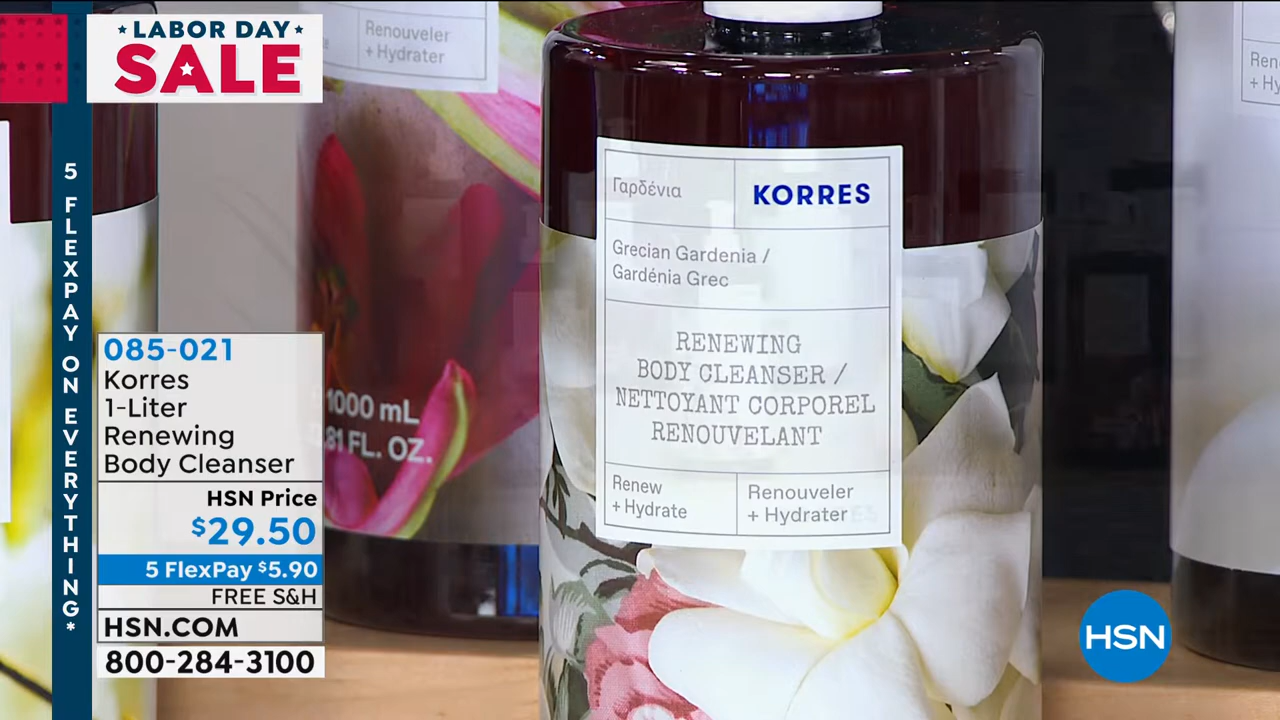 LABOR DAY
SALE
5 FLEXPAY ON EVERYTHING*
085-021
Korres
1-Liter
Renewing
Body Cleanser
HSN Price
$29.50
5 FlexPay $5.90
FREE S&H
HSN.COM
800-284-3100
Renouveler
+ Hydrater
1000 mL
FL. OZ.
Γαρδένια
KORRES
Grecian Gardenia /
Gardénia Grec
RENEWING
BODY CLEANSER /
NETTOYANT CORPOREL
RENOUVELANT
Renew
+ Hydrate
Renouveler
+ Hydrater
HSN